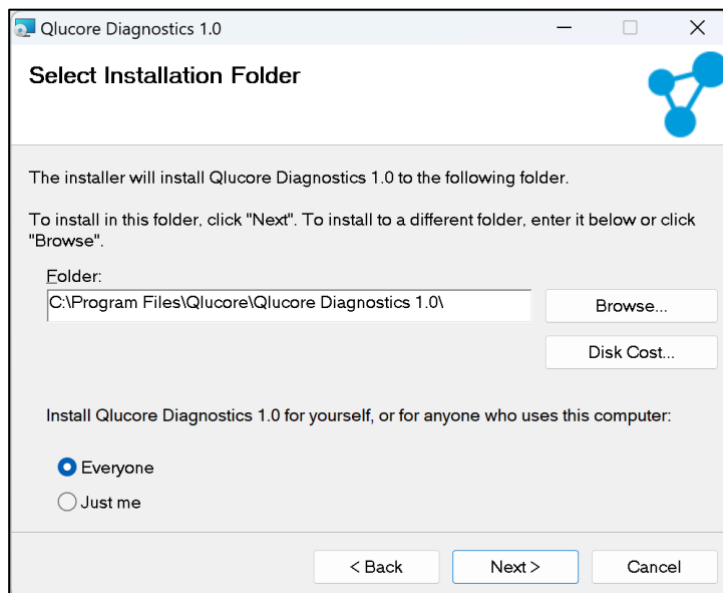 Qlucore Diagnostics 1.0
Select Installation Folder
The installer will install Qlucore Diagnostics 1.0 to the following folder.
To install in this folder, click "Next". To install to a different folder, enter it below or click
"Browse".
Folder:
C:\Program Files\Qlucore\Qlucore Diagnostics 1.0\
Browse...
Disk Cost...
Install Qlucore Diagnostics 1.0 for yourself, or for anyone who uses this computer:
Everyone
Just me
< Back Next > Cancel